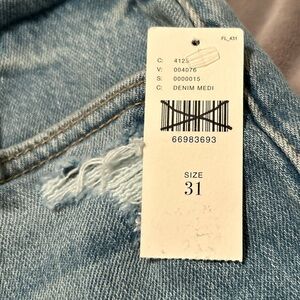 FL_431
C: 4125
V: 004076
S: 0000015
C: DENIM MEDI
66983693
SIZE
31